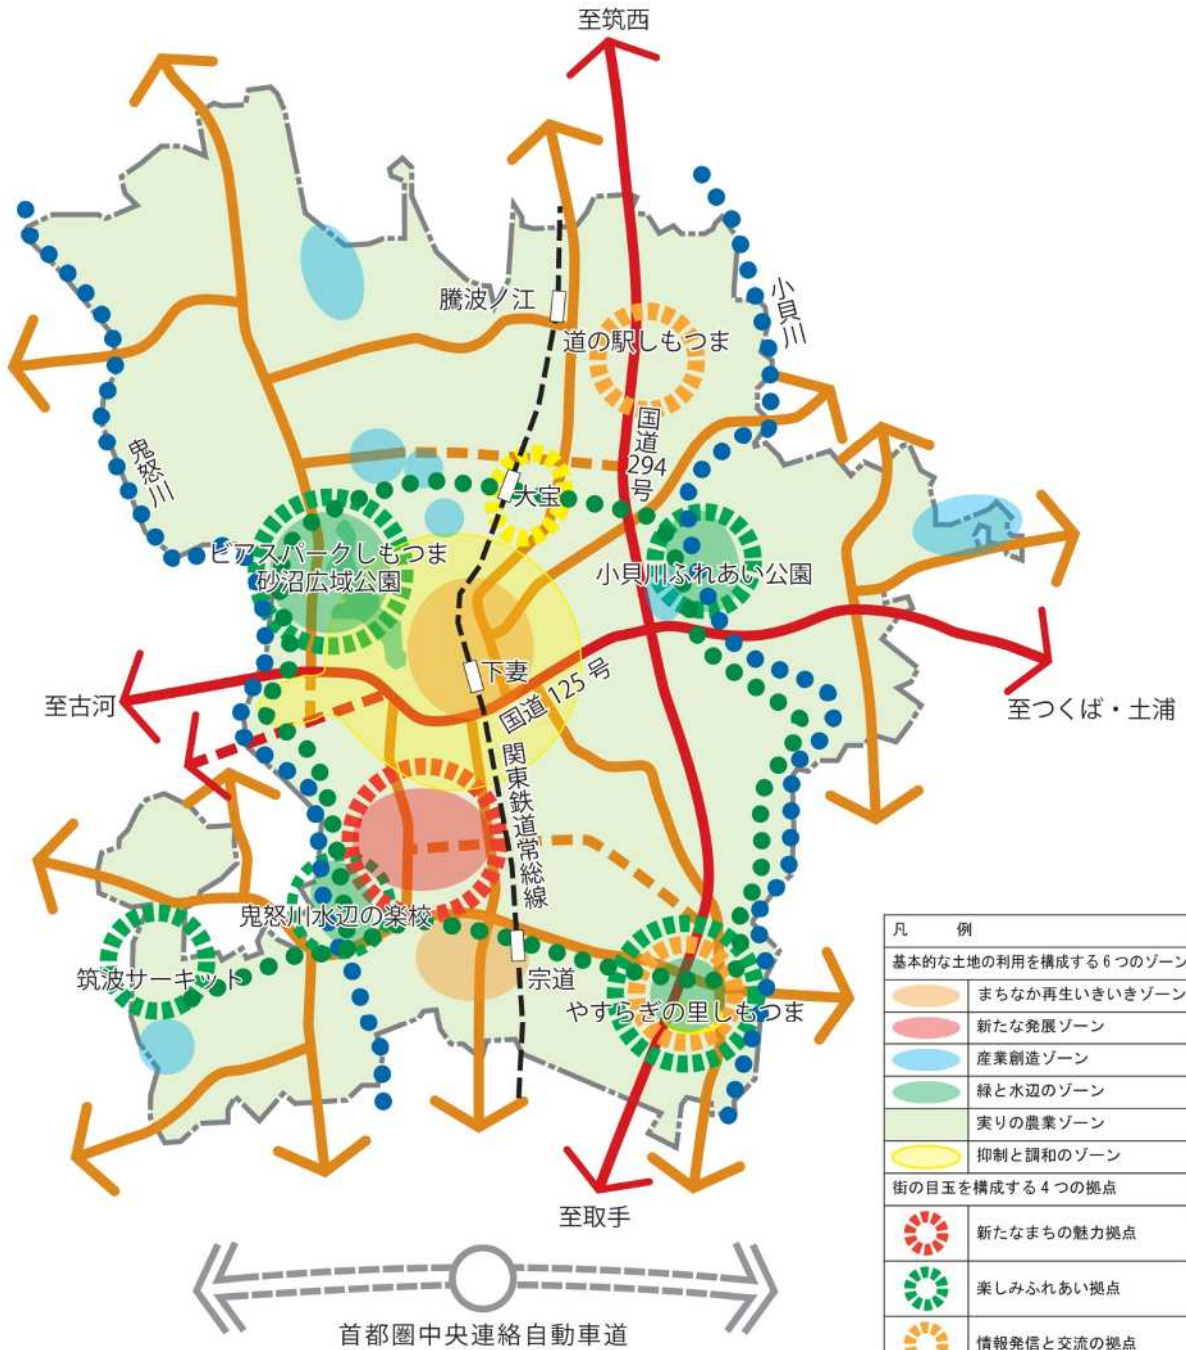 至筑西
騰波ノ江
道の駅しもつま
小貝川
鬼怒川
国道
294
号
大宝
ビアスパークしもつま
砂沼広域公園
小貝川ふれあい公園
下妻
国道 125 号
至古河
至つくば・土浦
関東鉄道常総線
鬼怒川水辺の楽校
筑波サーキット
宗道
やすらぎの里しもつま
至取手
首都圏中央連絡自動車道
凡 例
基本的な土地の利用を構成する6つのゾーン
まちなか再生いきいきゾーン
新たな発展ゾーン
産業創造ゾーン
緑と水辺のゾーン
実りの農業ゾーン
抑制と調和のゾーン
街の目玉を構成する4つの拠点
新たなまちの魅力拠点
楽しみふれあい拠点
情報発信と交流の拠点